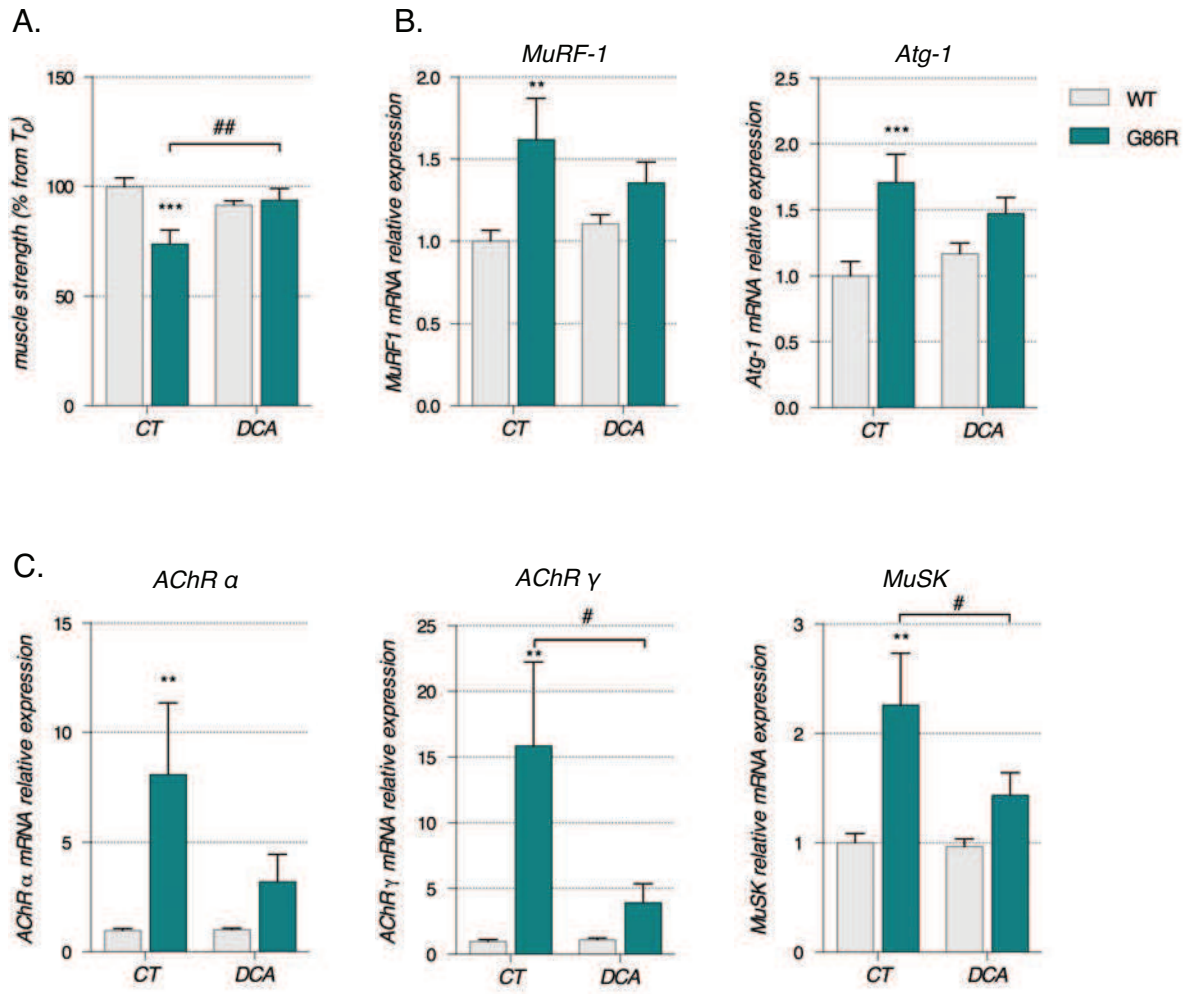 A.
B.
MuRF-1
Atg-1
muscle strength (% from T0)
150
100
50
0
##
***
CT
DCA
MuRF1 mRNA relative expression
2.0
1.5
1.0
0.5
0.0
**
CT
DCA
Atg-1 mRNA relative expression
2.5
2.0
1.5
1.0
0.5
0.0
***
CT
DCA
WT
G86R
C.
AChR α
AChR γ
MuSK
AChR α mRNA relative expression
15
10
5
0
**
CT
DCA
AChR γ mRNA relative expression
25
20
15
10
5
0
#
**
CT
DCA
MuSK relative mRNA expression
3
2
1
0
#
**
CT
DCA